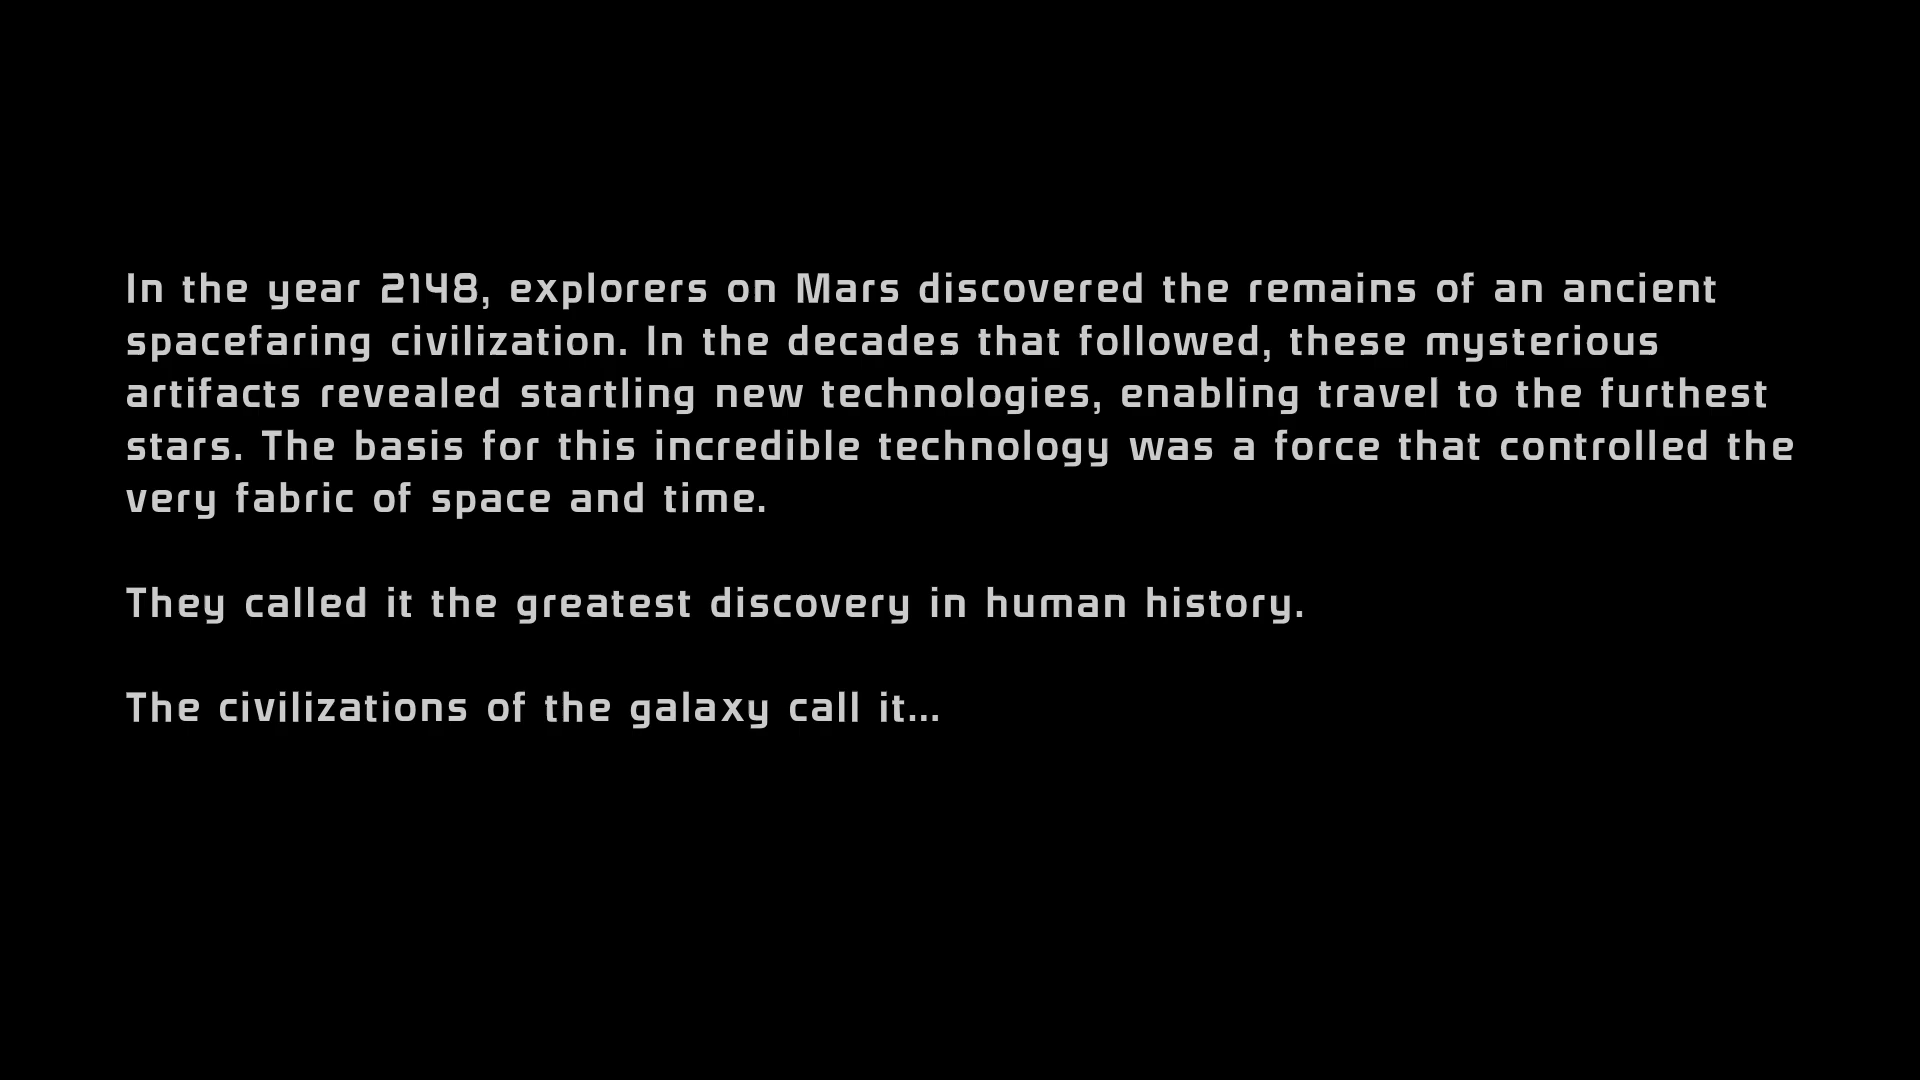 In the year 2148, explorers on Mars discovered the remains of an ancient
spacefaring civilization. In the decades that followed, these mysterious
artifacts revealed startling new technologies, enabling travel to the furthest
stars. The basis for this incredible technology was a force that controlled the
very fabric of space and time.
They called it the greatest discovery in human history.
The civilizations of the galaxy call it...